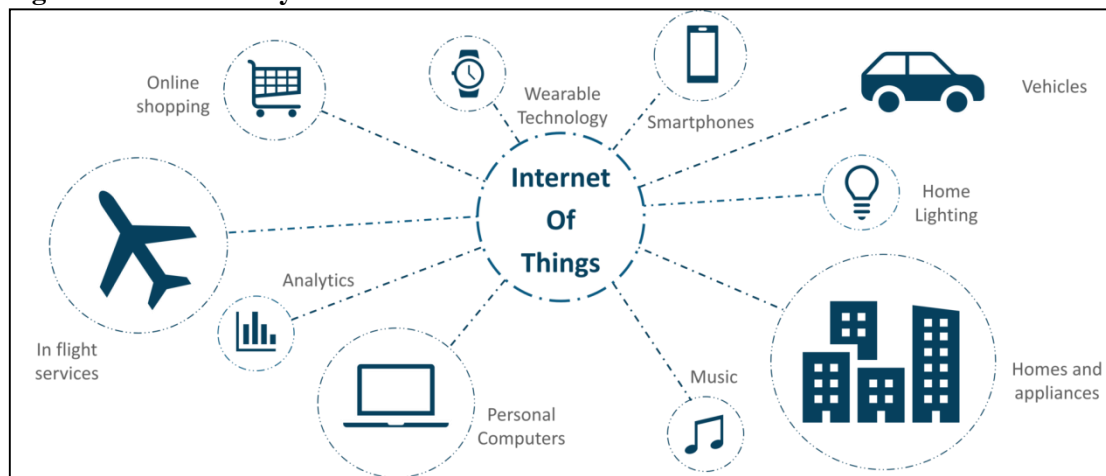 Online
shopping
Wearable
Technology
Smartphones
Vehicles
Internet
Of
Things
Home
Lighting
Analytics
In flight
services
Personal
Computers
Music
Homes and
appliances